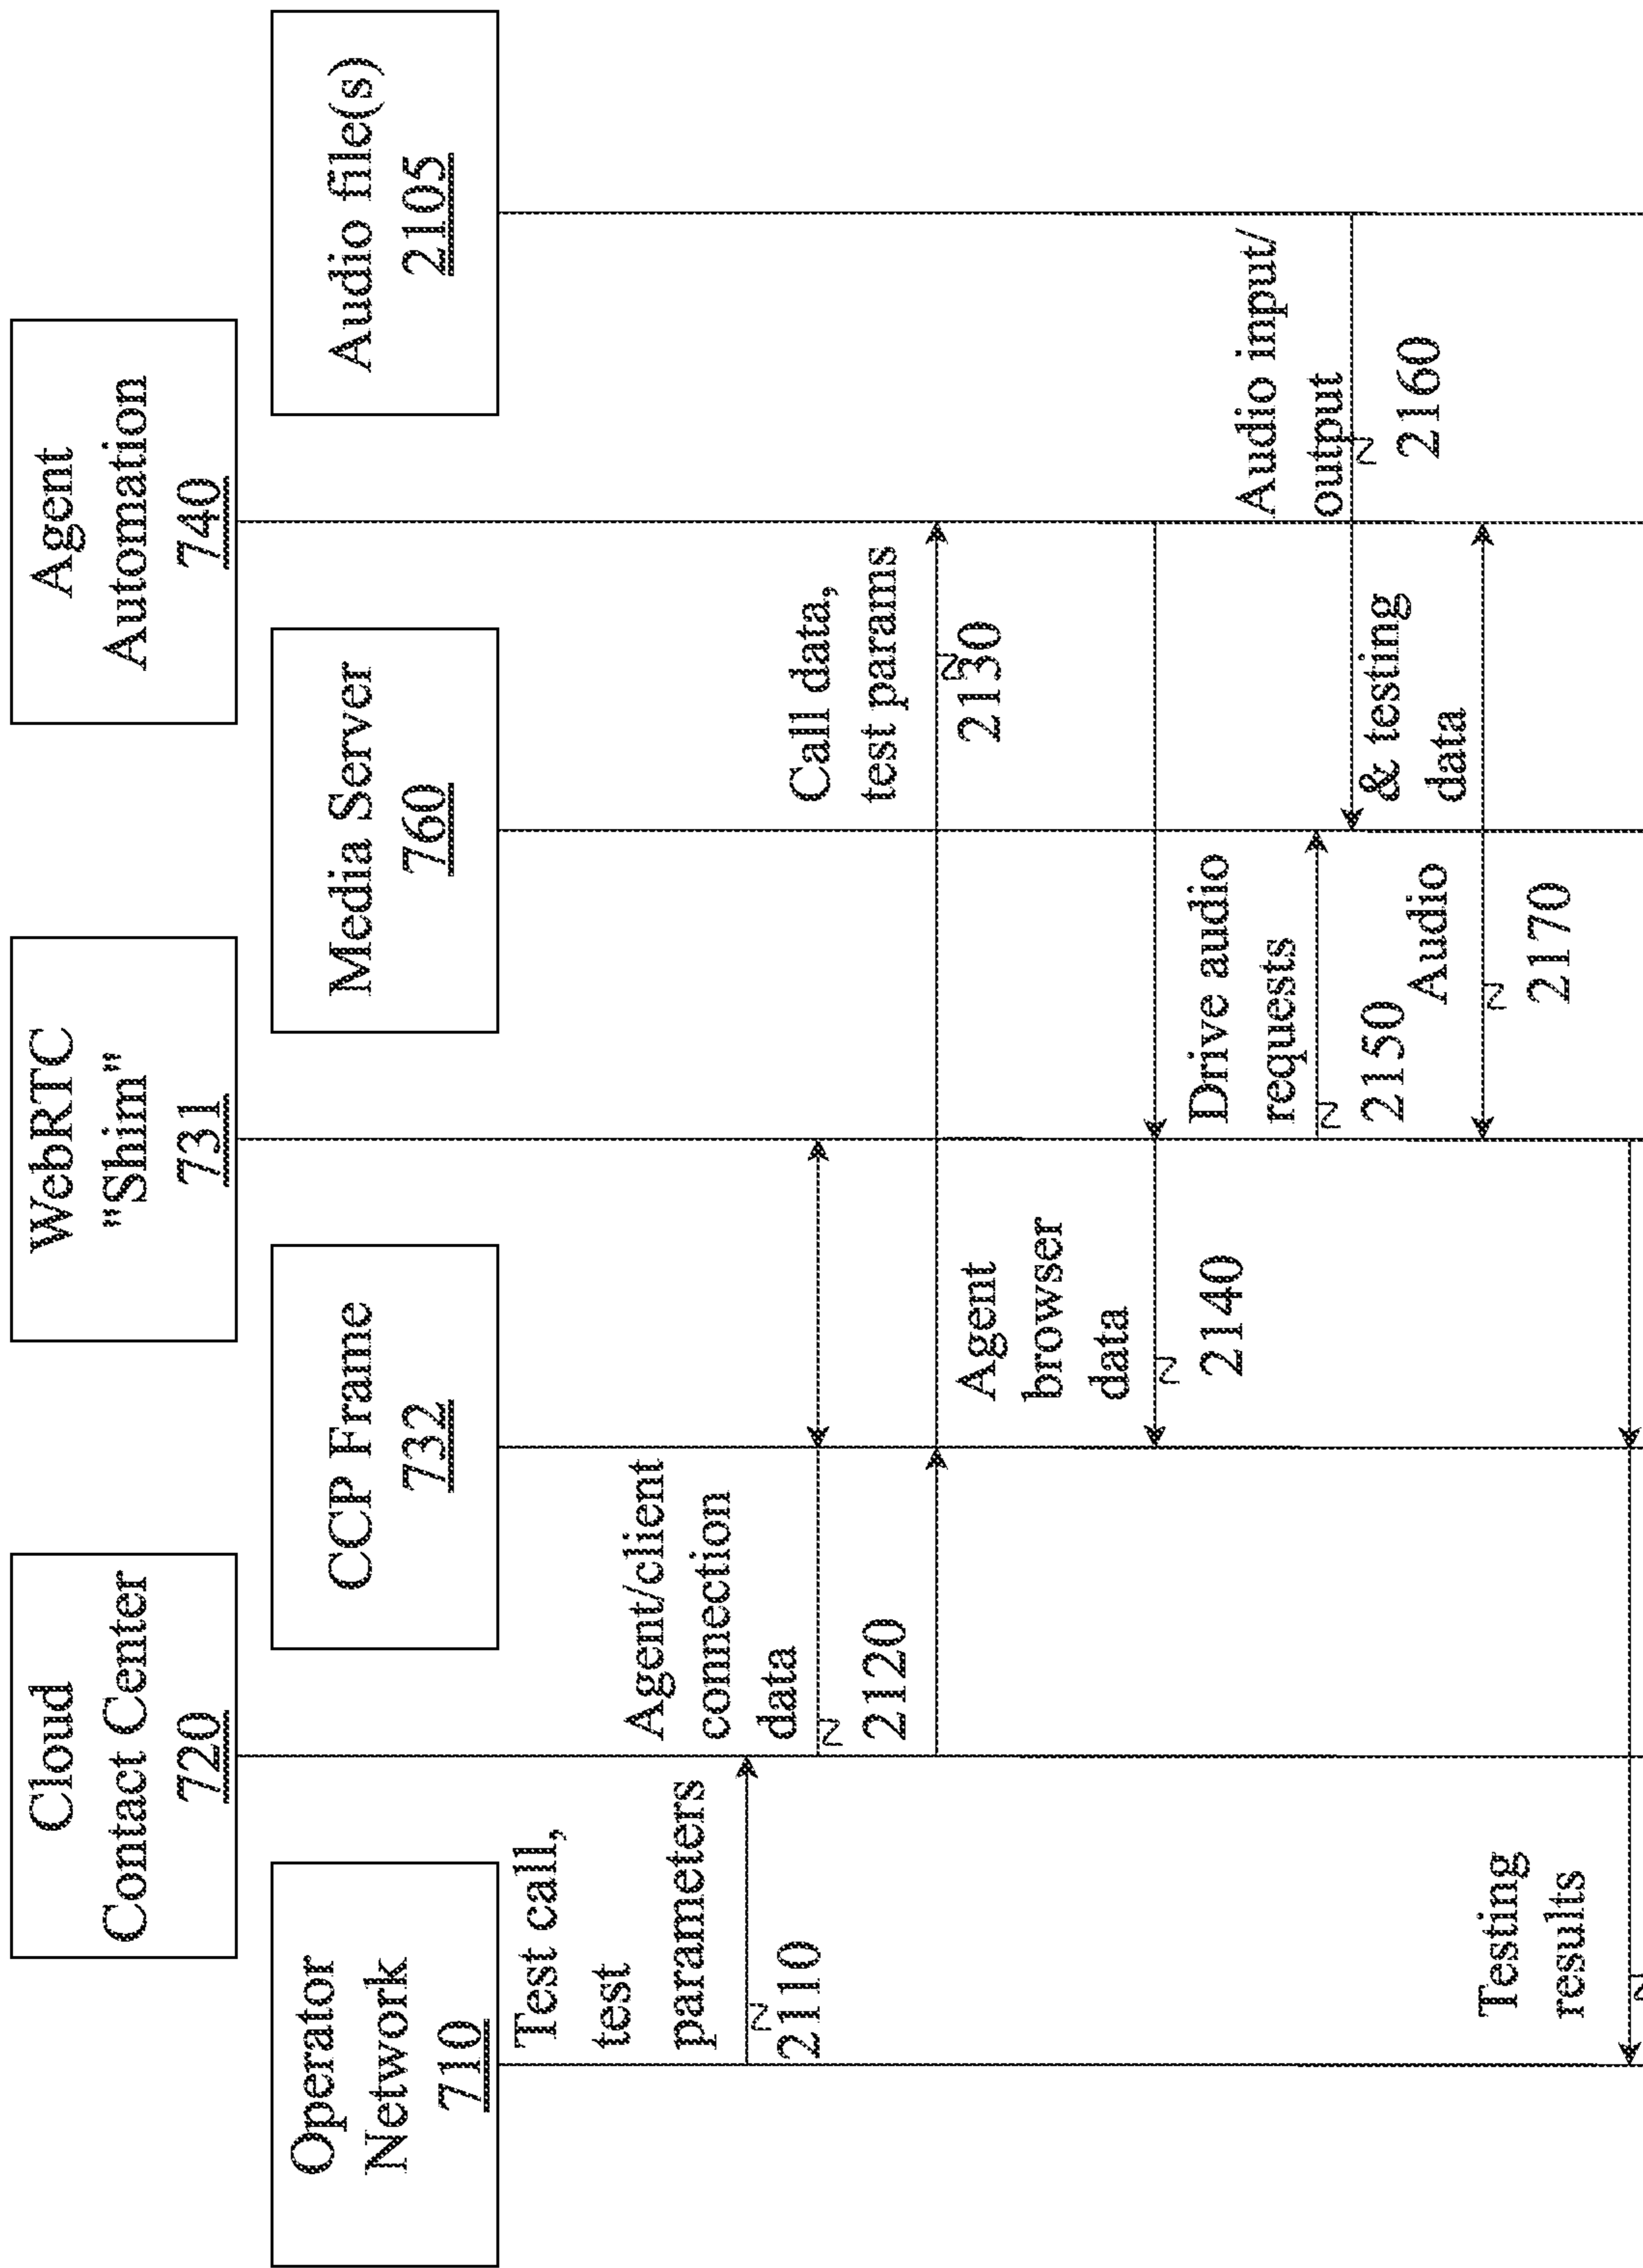 Operator
Network
710
Cloud
Contact Center
720
CCP Frame
732
WebRTC
"Shim"
731
Media Server
760
Agent
Automation
740
Audio file(s)
2105
Test call,
test
parameters
2110
Agent/client
connection
data
2120
Call data,
test params
2130
Agent
browser
data
2140
Drive audio
requests
2150
Audio input/
output
2160
Audio
& testing
data
2170
Testing
results